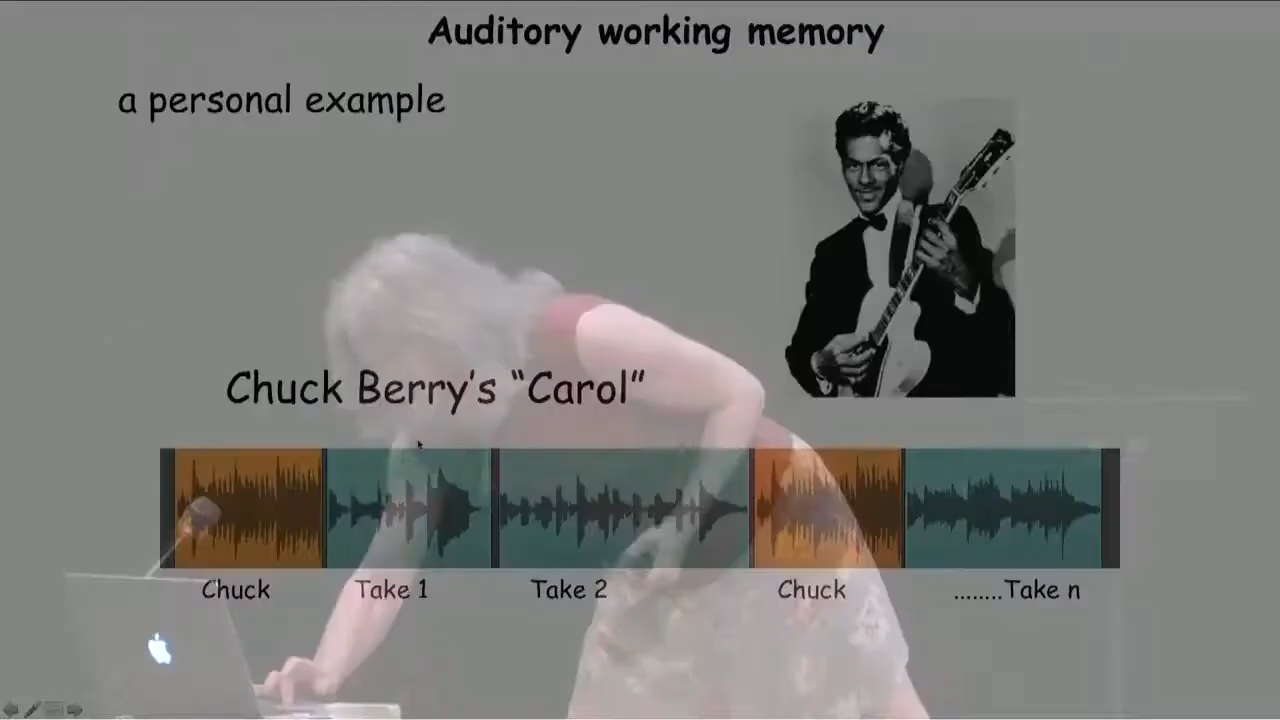 Auditory working memory
a personal example
Chuck Berry's “Carol”
Chuck Take 1 Take 2 Chuck ........Take n